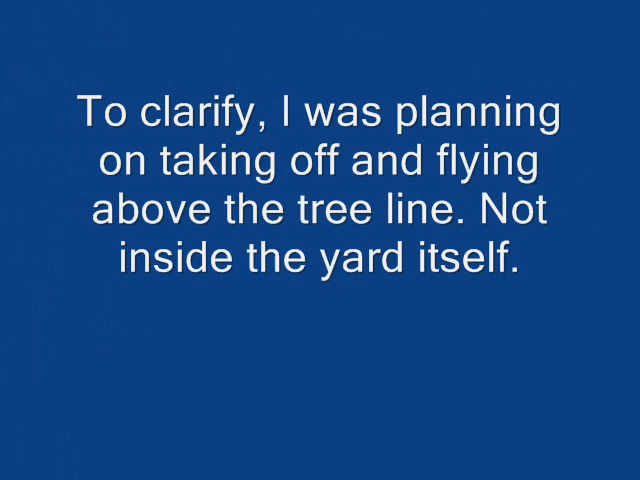 To clarify, I was planning
on taking off and flying
above the tree line. Not
inside the yard itself.